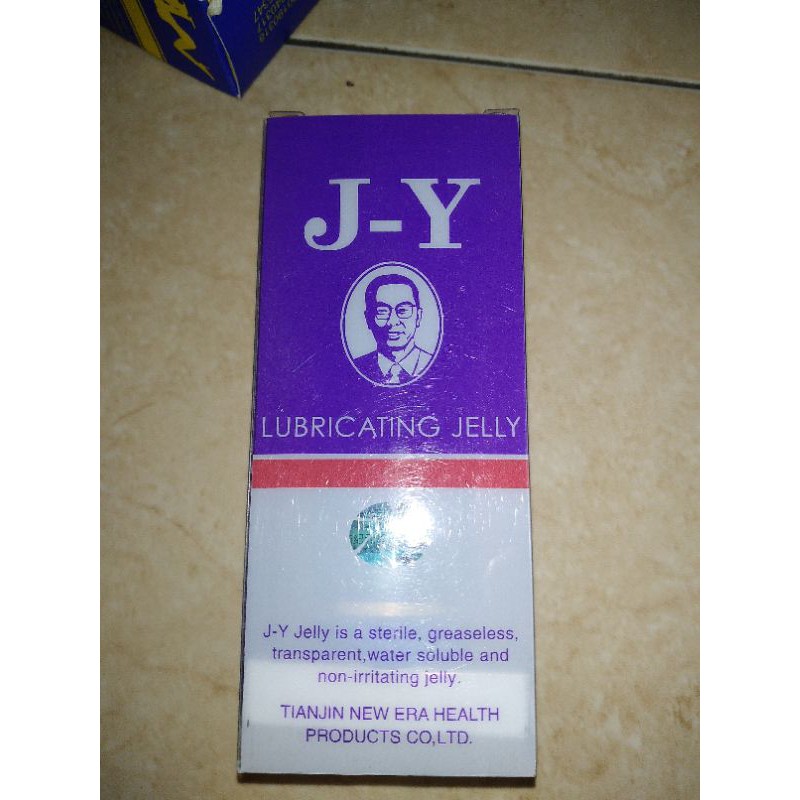 J-Y
LUBRICATING JELLY
J-Y Jelly is a sterile, greaseless,
transparent,water soluble and
non-irritating jelly.
TIANJIN NEW ERA HEALTH
PRODUCTS CO,LTD.